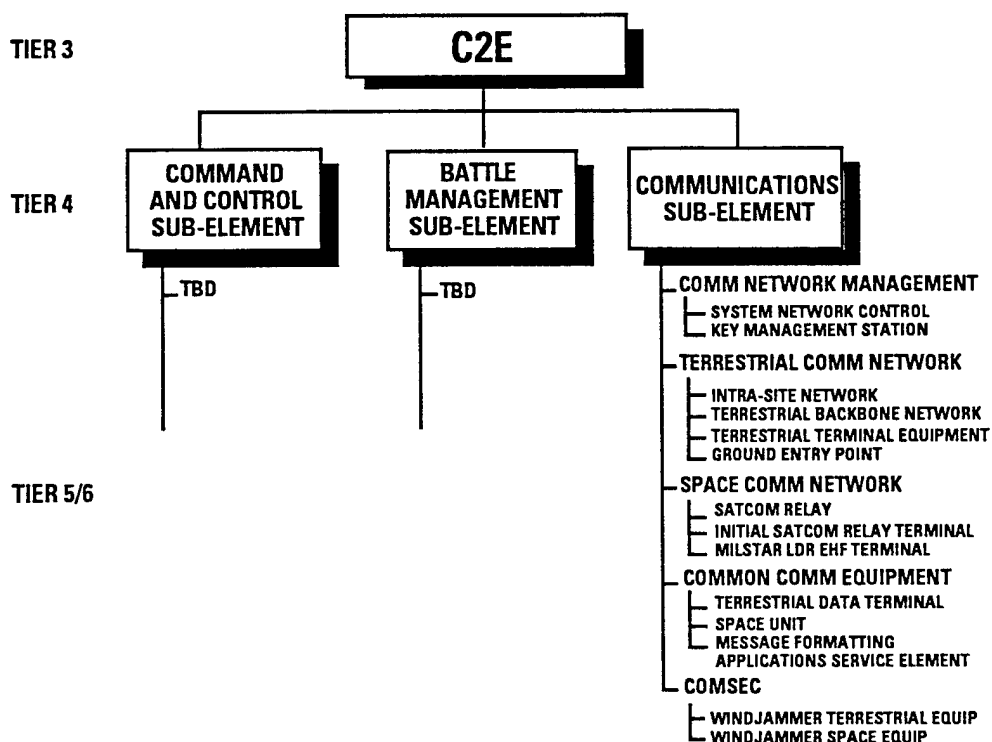 TIER 3
C2E
TIER 4
COMMAND
AND CONTROL
SUB-ELEMENT
BATTLE
MANAGEMENT
SUB-ELEMENT
COMMUNICATIONS
SUB-ELEMENT
TIER 5/6
TBD
TBD
COMM NETWORK MANAGEMENT
SYSTEM NETWORK CONTROL
KEY MANAGEMENT STATION
TERRESTRIAL COMM NETWORK
INTRA-SITE NETWORK
TERRESTRIAL BACKBONE NETWORK
TERRESTRIAL TERMINAL EQUIPMENT
GROUND ENTRY POINT
SPACE COMM NETWORK
SATCOM RELAY
INITIAL SATCOM RELAY TERMINAL
MILSTAR LDR EHF TERMINAL
COMMON COMM EQUIPMENT
TERRESTRIAL DATA TERMINAL
SPACE UNIT
MESSAGE FORMATTING
APPLICATIONS SERVICE ELEMENT
COMSEC
WINDJAMMER TERRESTRIAL EQUIP
WINDJAMMER SPACE EQUIP